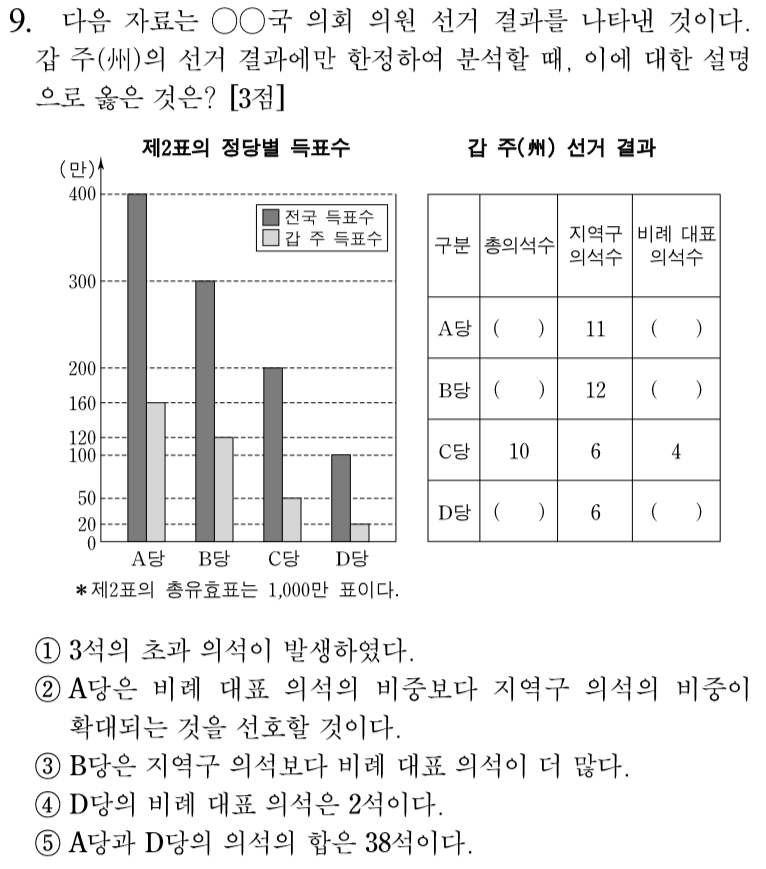 9. 다음 자료는 ○○국 의회 의원 선거 결과를 나타낸 것이다.
갑 주(州)의 선거 결과에만 한정하여 분석할 때, 이에 대한 설명
으로 옳은 것은? [3점]
제2표의 정당별 득표수
(만)
400
300
200
160
120
100
50
20
0
전국 득표수
갑 주 득표수
A당 B당 C당 D당
*제2표의 총유효표는 1,000만 표이다.
갑 주(州) 선거 결과
구분 총의석수 지역구 의석수 비례 대표 의석수
A당 ( ) 11 ( )
B당 ( ) 12 ( )
C당 10 6 4
D당 ( ) 6 ( )
① 3석의 초과 의석이 발생하였다.
② A당은 비례 대표 의석의 비중보다 지역구 의석의 비중이
확대되는 것을 선호할 것이다.
③ B당은 지역구 의석보다 비례 대표 의석이 더 많다.
④ D당의 비례 대표 의석은 2석이다.
⑤ A당과 D당의 의석의 합은 38석이다.